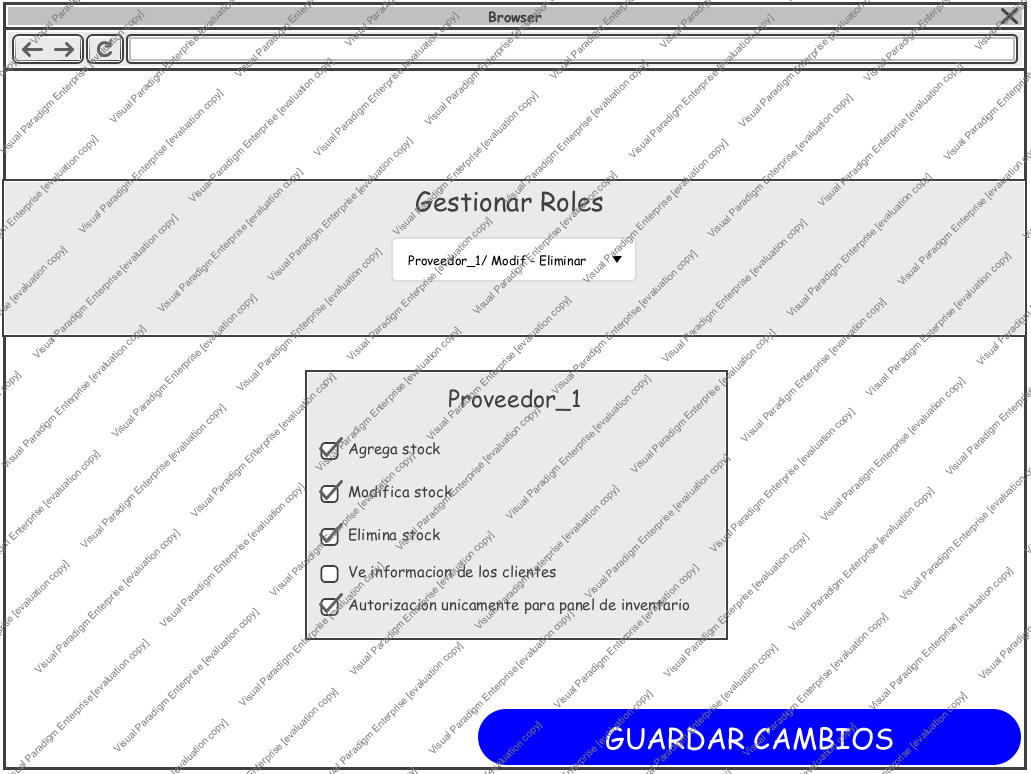 Browser
Gestionar Roles
Proveedor_1/ Modif - Eliminar
Proveedor_1
Agrega stock
Modifica stock
Elimina stock
Ve informacion de los clientes
Autorizacion unicamente para panel de inventario
GUARDAR CAMBIOS
Visual Paradigm Enterprise [evaluation copy]